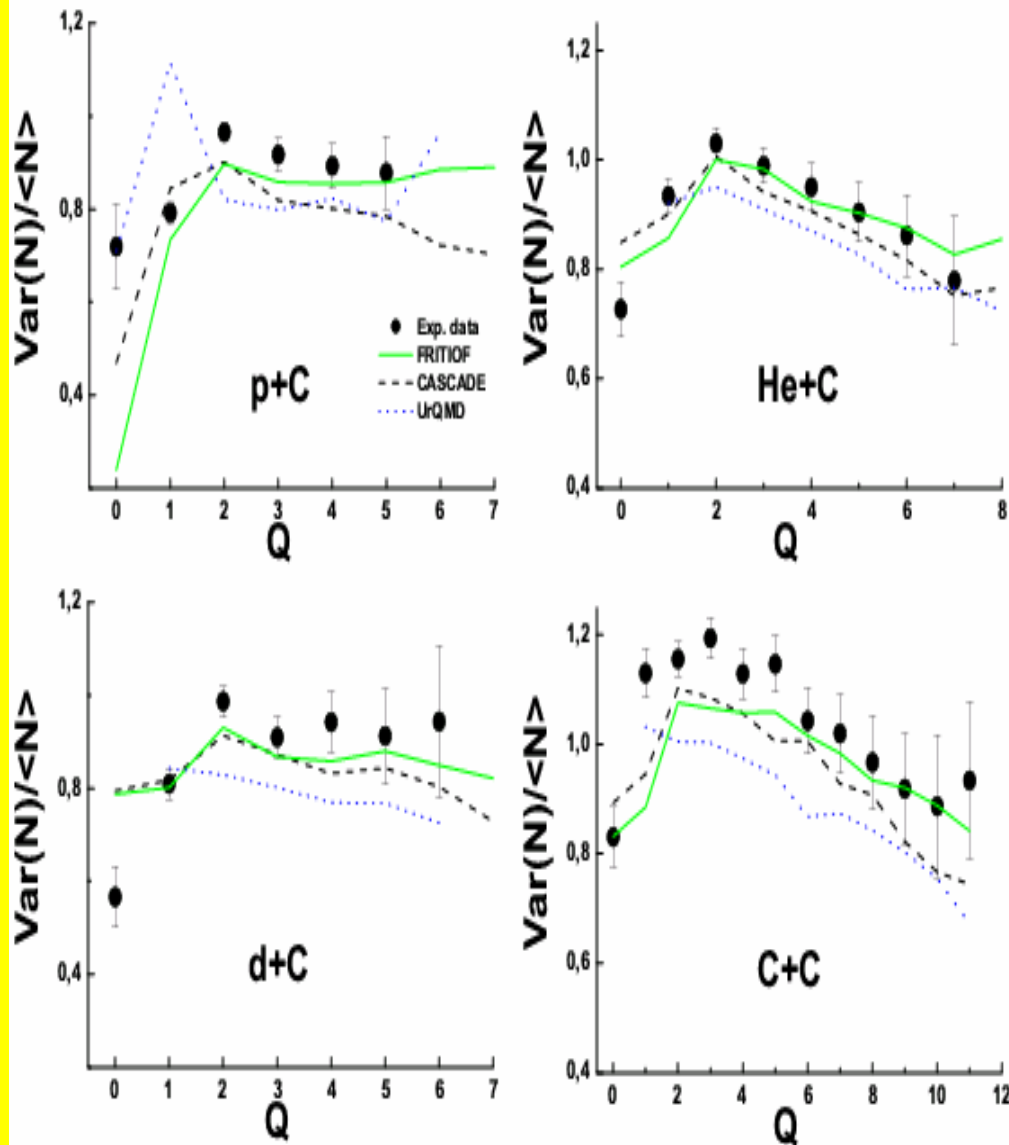 1,2
0,8
0,4
Var(N)/<N>
Exp. data
FRITIOF
CASCADE
UrQMD
p+C
0 1 2 3 4 5 6 7
Q
1,2
1,0
0,8
0,6
0,4
Var(N)/<N>
He+C
0 2 4 6 8
Q
1,2
0,8
0,4
Var(N)/<N>
d+C
0 1 2 3 4 5 6 7
Q
1,2
1,0
0,8
0,6
0,4
Var(N)/<N>
C+C
0 2 4 6 8 10 12
Q